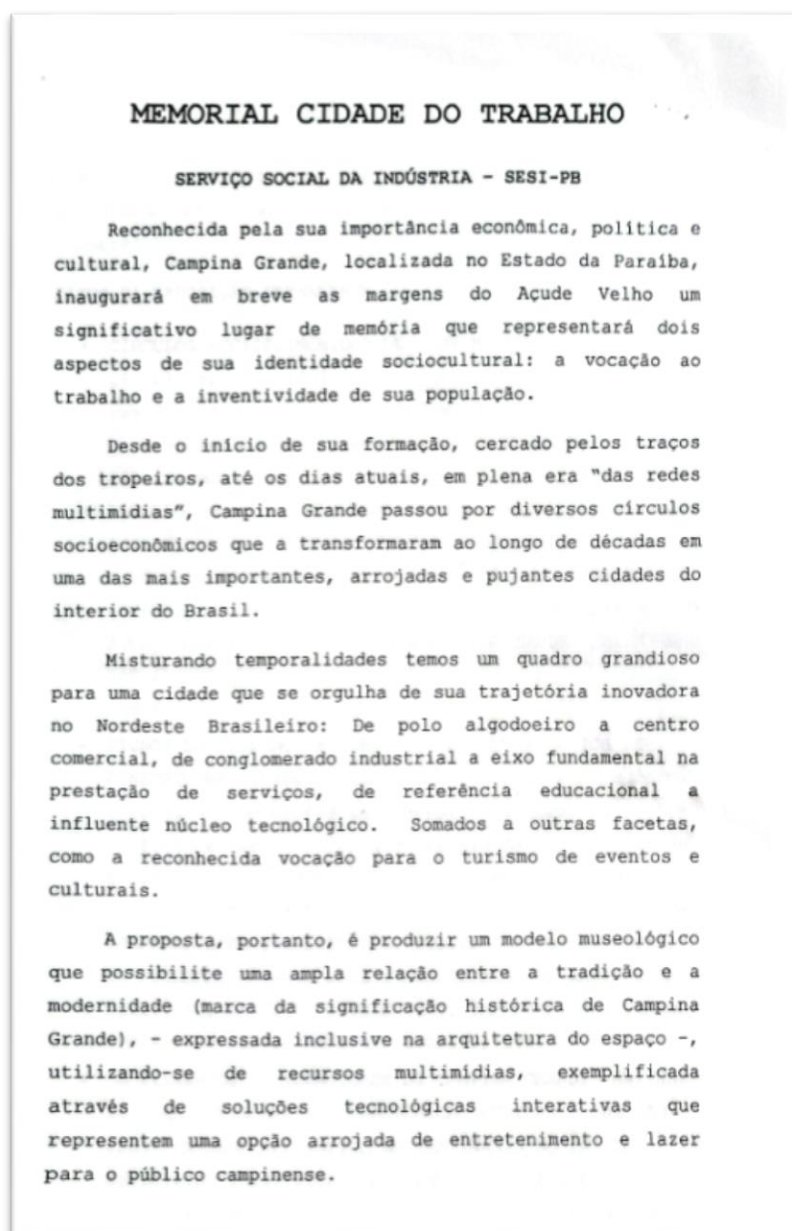 MEMORIAL CIDADE DO TRABALHO
SERVIÇO SOCIAL DA INDÚSTRIA - SESI-PB
Reconhecida pela sua importância econômica, política e
cultural, Campina Grande, localizada no Estado da Paraíba,
inaugurará em breve as margens do Açude Velho um
significativo lugar de memória que representará dois
aspectos de sua identidade sociocultural: a vocação ao
trabalho e a inventividade de sua população.
Desde o início de sua formação, cercado pelos traços
dos tropeiros, até os dias atuais, em plena era "das redes
multimídias", Campina Grande passou por diversos círculos
socioeconômicos que a transformaram ao longo de décadas em
uma das mais importantes, arrojadas e pujantes cidades do
interior do Brasil.
Misturando temporalidades temos um quadro grandioso
para uma cidade que se orgulha de sua trajetória inovadora
no Nordeste Brasileiro: De polo algodoeiro a centro
comercial, de conglomerado industrial a eixo fundamental na
prestação de serviços, de referência educacional a
influente núcleo tecnológico. Somados a outras facetas,
como a reconhecida vocação para o turismo de eventos e
culturais.
A proposta, portanto, é produzir um modelo museológico
que possibilite uma ampla relação entre a tradição e a
modernidade (marca da significação histórica de Campina
Grande), - expressada inclusive na arquitetura do espaço -,
utilizando-se de recursos multimídias, exemplificada
através de soluções tecnológicas interativas que
representem uma opção arrojada de entretenimento e lazer
para o público campinense.